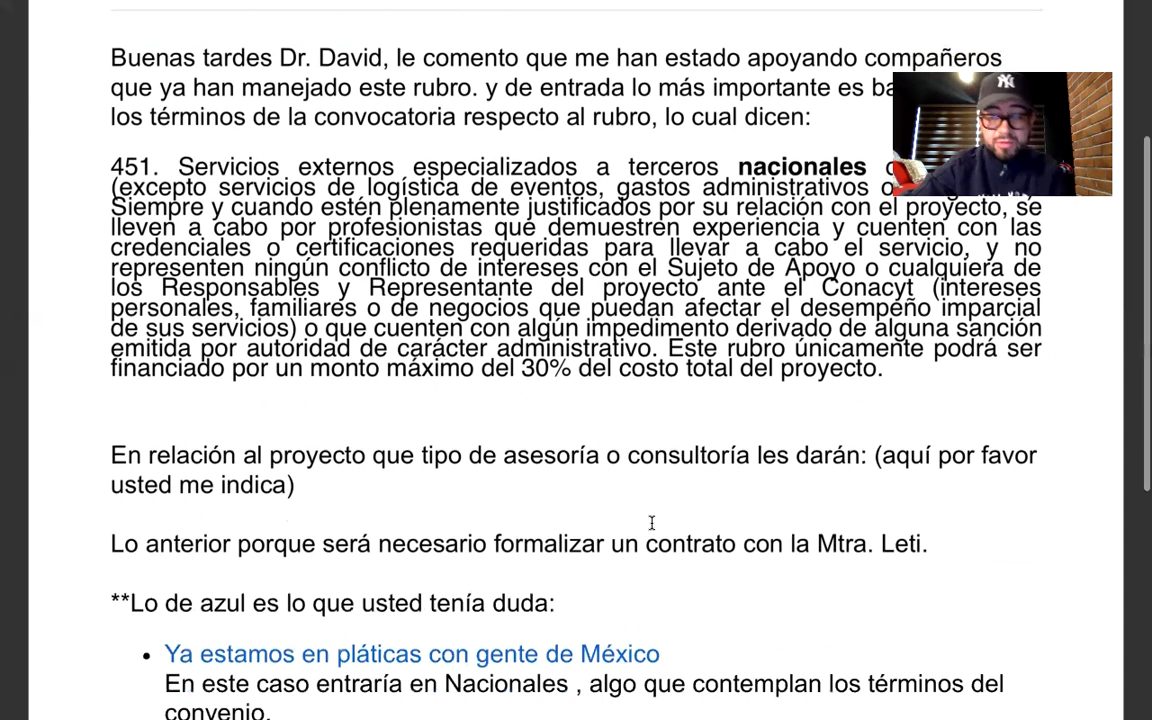 Buenas tardes Dr. David, le comento que me han estado apoyando compañeros
que ya han manejado este rubro. y de entrada lo más importante es
los términos de la convocatoria respecto al rubro, lo cual dicen:
451. Servicios externos especializados a terceros nacionales
(excepto servicios de logística de eventos, gastos administrativos
Siempre y cuando estén plenamente justificados por su relación con el proyecto, se
lleven a cabo por profesionistas que demuestren experiencia y cuenten con las
credenciales o certificaciones requeridas para llevar a cabo el servicio, y no
representen ningún conflicto de intereses con el Sujeto de Apoyo o cualquiera de
los Responsables y Representante del proyecto ante el Conacyt (intereses
personales, familiares o de negocios que puedan afectar el desempeño imparcial
de sus servicios) o que cuenten con algún impedimento derivado de alguna sanción
emitida por autoridad de carácter administrativo. Este rubro únicamente podrá ser
financiado por un monto máximo del 30% del costo total del proyecto.
En relación al proyecto que tipo de asesoría o consultoría les darán: (aquí por favor
usted me indica)
Lo anterior porque será necesario formalizar un contrato con la Mtra. Leti.
**Lo de azul es lo que usted tenía duda:
• Ya estamos en pláticas con gente de México
En este caso entraría en Nacionales , algo que contemplan los términos del
convenio.